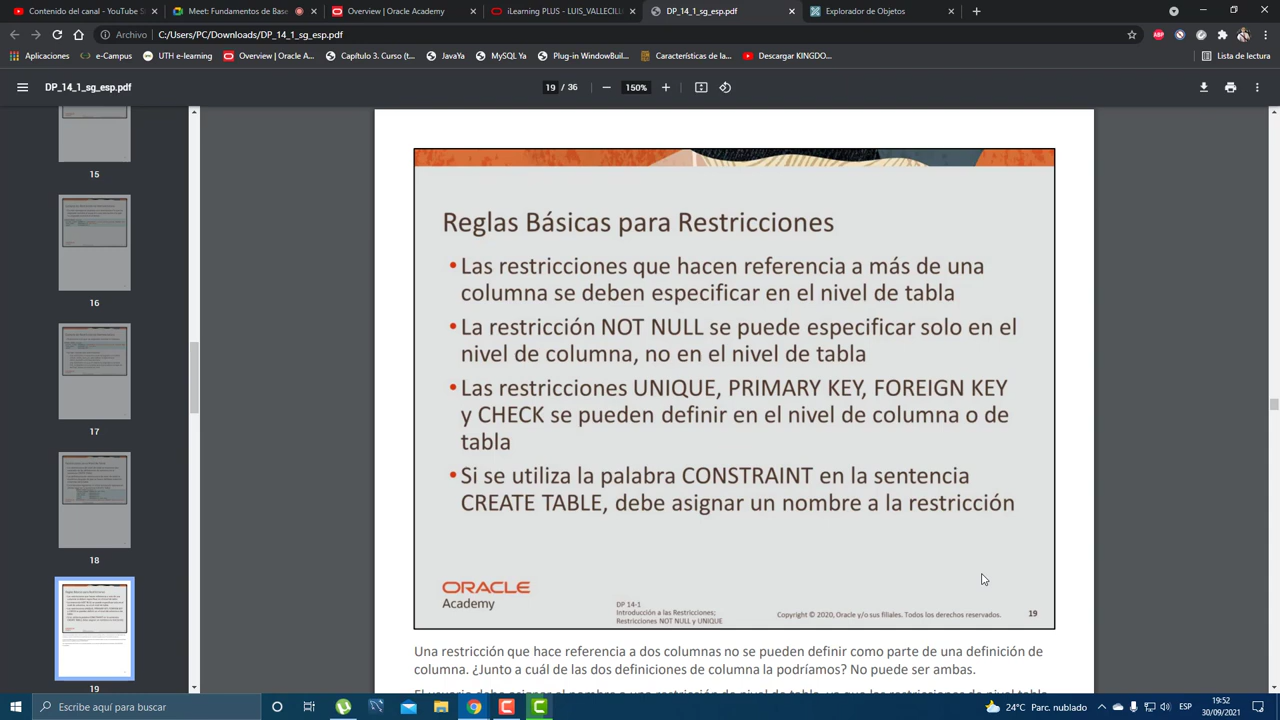 Contenido del canal - YouTube S
Meet: Fundamentos de Base
Overview | Oracle Academy
iLearning PLUS - LUIS_VALLECILL
DP_14_1_sg_esp.pdf
Explorador de Objetos
Archivo | C:/Users/PC/Downloads/DP_14_1_sg_esp.pdf
Aplicaciones
e-Campus
UTH e-learning
Overview | Oracle A...
Capítulo 3. Curso (t...
JavaYa
MySQL Ya
Plug-in WindowBuil...
Características de la...
Descargar KINGDO...
Lista de lectura
DP_14_1_sg_esp.pdf
19 / 36
150%
15
16
17
18
19
Reglas Básicas para Restricciones
• Las restricciones que hacen referencia a más de una
columna se deben especificar en el nivel de tabla
• La restricción NOT NULL se puede especificar solo en el
nivel de columna, no en el nivel de tabla
• Las restricciones UNIQUE, PRIMARY KEY, FOREIGN KEY
y CHECK se pueden definir en el nivel de columna o de
tabla
• Si se utiliza la palabra CONSTRAINT en la sentencia
CREATE TABLE, debe asignar un nombre a la restricción
ORACLE
Academy
DP 14-1
Introducción a las Restricciones;
Restricciones NOT NULL y UNIQUE
Copyright © 2020, Oracle y/o sus filiales. Todos los derechos reservados.
19
Una restricción que hace referencia a dos columnas no se pueden definir como parte de una definición de
columna. ¿Junto a cuál de las dos definiciones de columna la podríamos? No puede ser ambas.
Escribe aquí para buscar
24°C Parc. nublado
ESP
19:52
30/09/2021